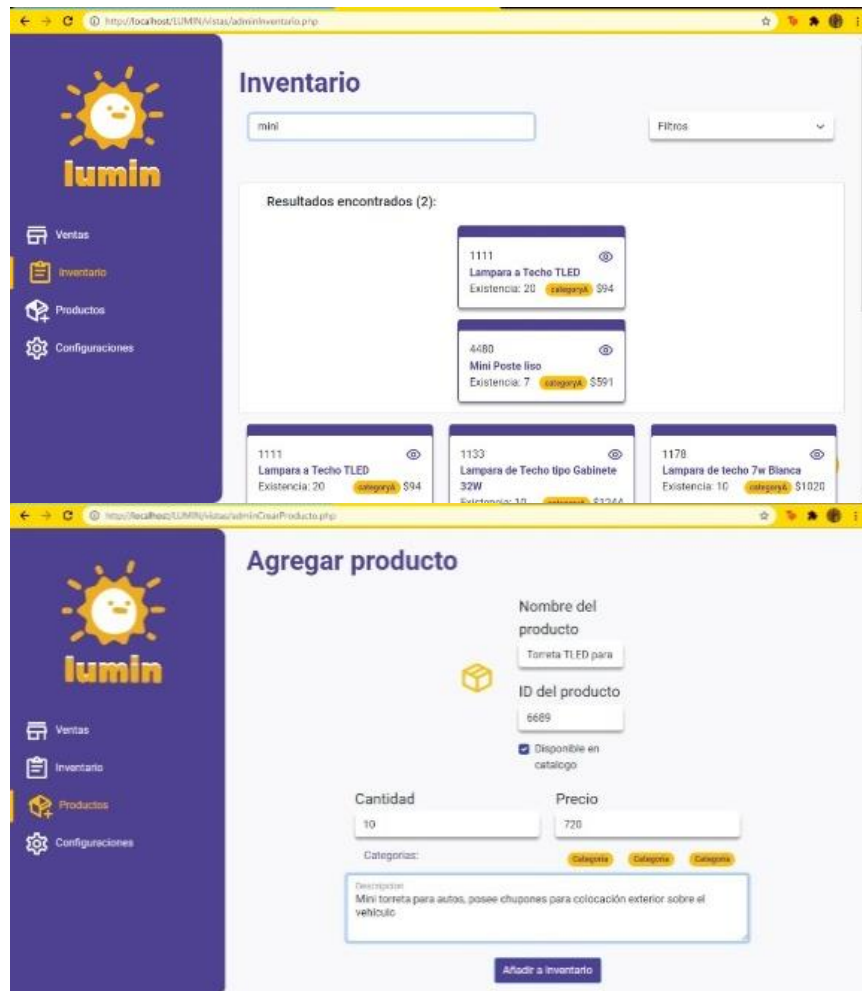 http://localhost/LUMIN/vistas/adminInventario.php
lumin
Ventas
Inventario
Productos
Configuraciones
Inventario
mini
Filtros
Resultados encontrados (2):
1111
Lampara a Techo TLED
Existencia: 20 categoryA $94
4480
Mini Poste liso
Existencia: 7 categoryA $591
1111
Lampara a Techo TLED
Existencia: 20 categoryA $94
1133
Lampara de Techo tipo Gabinete
32W
Existencia: 10 categoryA $1244
1178
Lampara de techo 7w Blanca
Existencia: 10 categoryA $1020
http://localhost/LUMIN/vistas/adminCrearProducto.php
lumin
Ventas
Inventario
Productos
Configuraciones
Agregar producto
Nombre del
producto
Torreta TLED para
ID del producto
6689
Disponible en
catalogo
Cantidad
10
Precio
720
Categorias:
Categoria Categoria Categoria
Descripcion
Mini torreta para autos, posee chupones para colocación exterior sobre el
vehículo
Añadir a Inventario